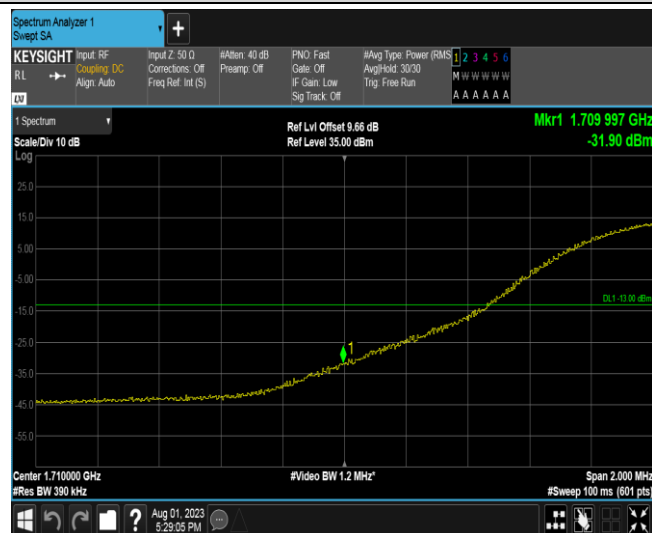 Spectrum Analyzer 1
Swept SA
KEYSIGHT Input: RF Input Z: 50 Ω #Atten: 40 dB PNO: Fast #Avg Type: Power (RMS 1 2 3 4 5 6
RL Coupling: DC Corrections: Off Preamp: Off Gate: Off Avg|Hold: 30/30 M W W W W W
Align: Auto Freq Ref: Int (S) IF Gain: Low Trig: Free Run
Sig Track: Off A A A A A A
LXI
1 Spectrum Ref Lvl Offset 9.66 dB Mkr1 1.709 997 GHz
Scale/Div 10 dB Ref Level 35.00 dBm -31.90 dBm
Log
25.0
15.0
5.00
-5.00
DL1 -13.00 dBm
-15.0
1
-25.0
-35.0
-45.0
-55.0
Center 1.710000 GHz #Video BW 1.2 MHz* Span 2.000 MHz
#Res BW 390 kHz #Sweep 100 ms (601 pts)
? Aug 01, 2023
5:29:05 PM